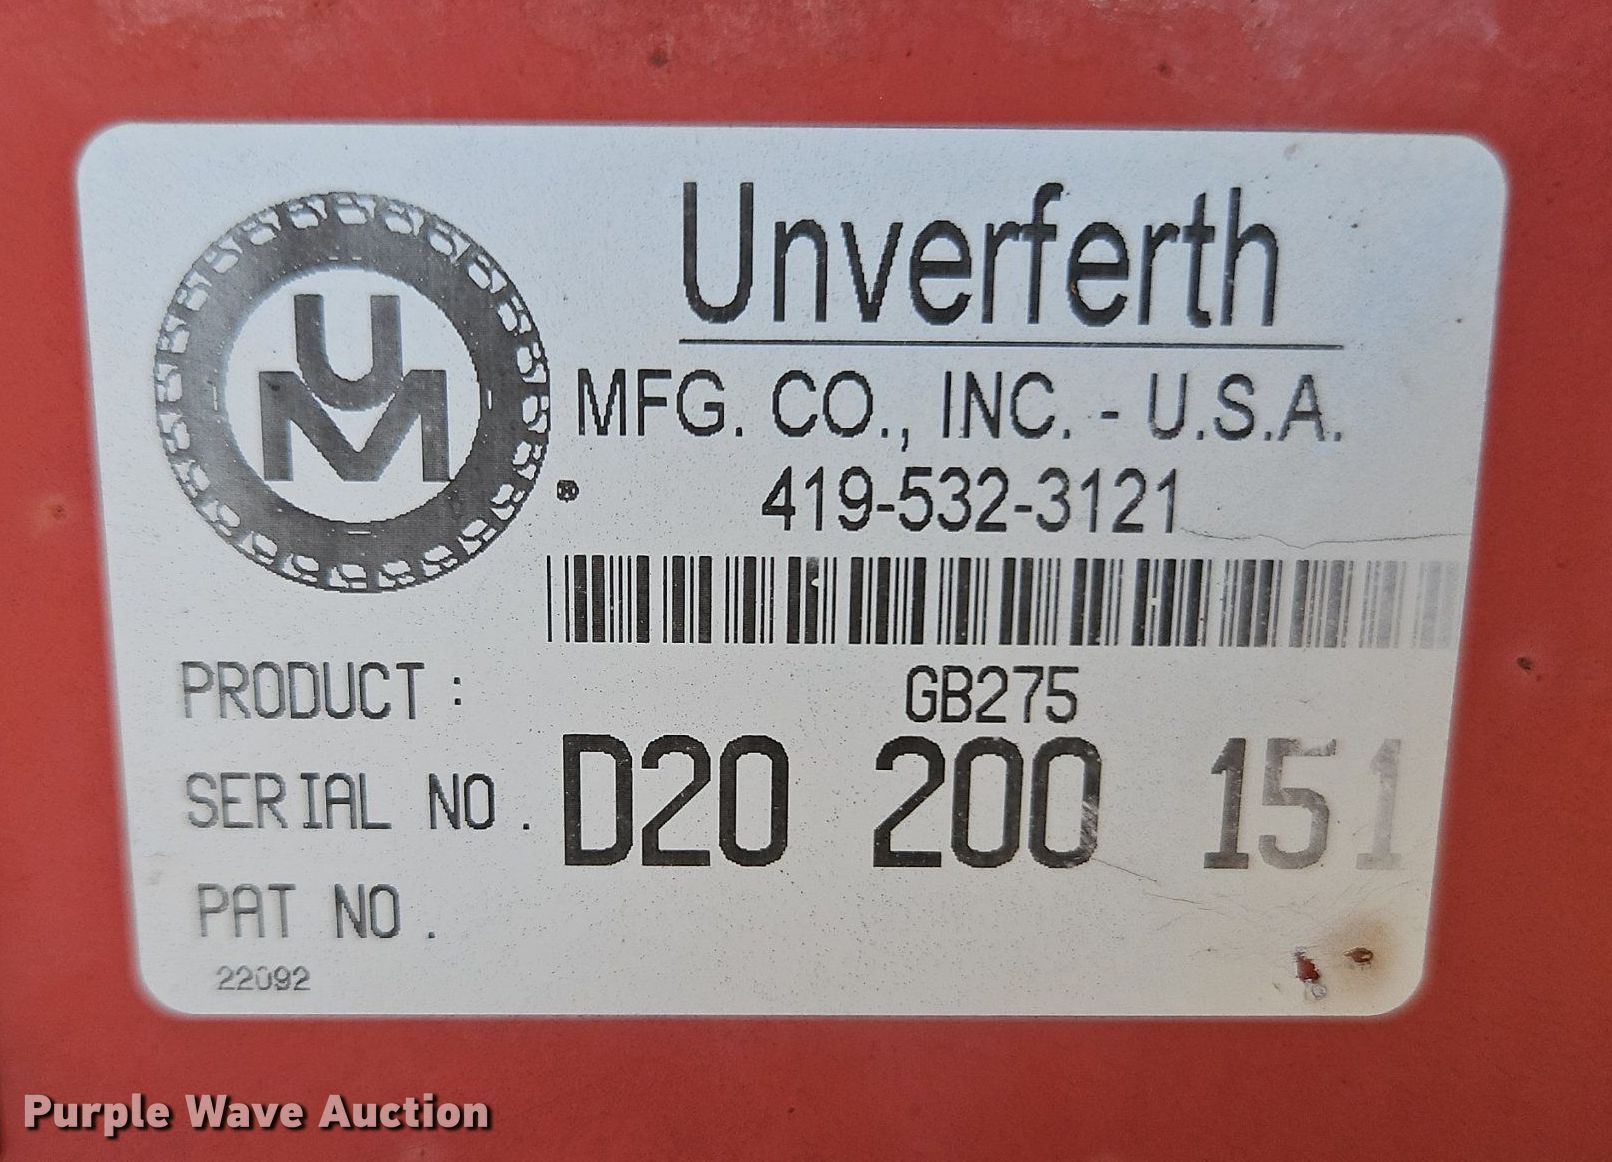 UM
Unverferth
MFG. CO., INC. - U.S.A.
®
419-532-3121
PRODUCT : GB275
SERIAL NO. D20 200 151
PAT NO.
22092
Purple Wave Auction